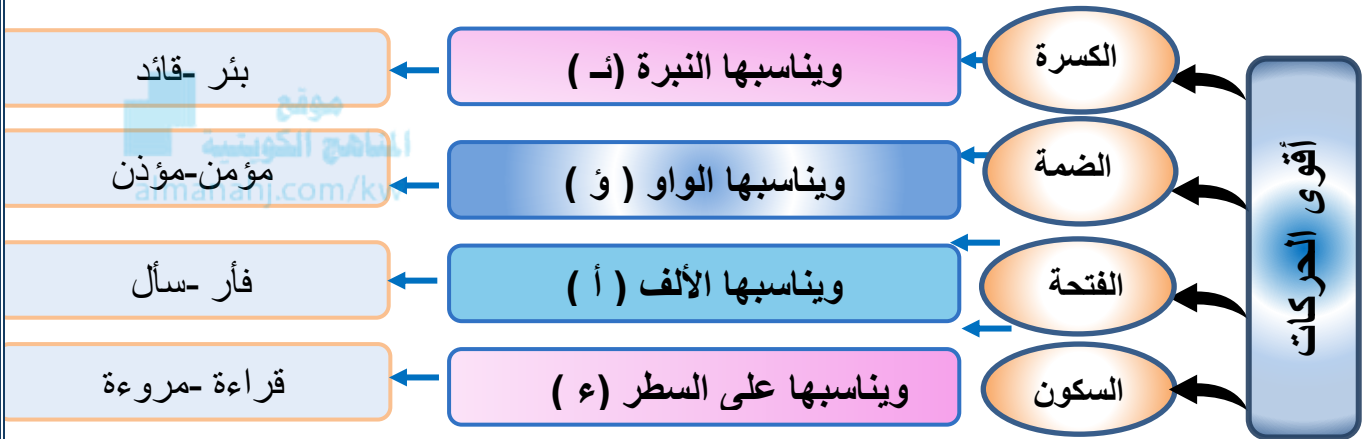 أقوى الحركات
الكسرة
ويناسبها النبرة (ئـ )
بئر -قائد
الضمة
ويناسبها الواو ( ؤ )
مؤمن-مؤذن
الفتحة
ويناسبها الألف ( أ )
فأر -سأل
السكون
ويناسبها على السطر (ء )
قراءة -مروءة
موقع
المناهج الكويتية
almanahj.com/kw